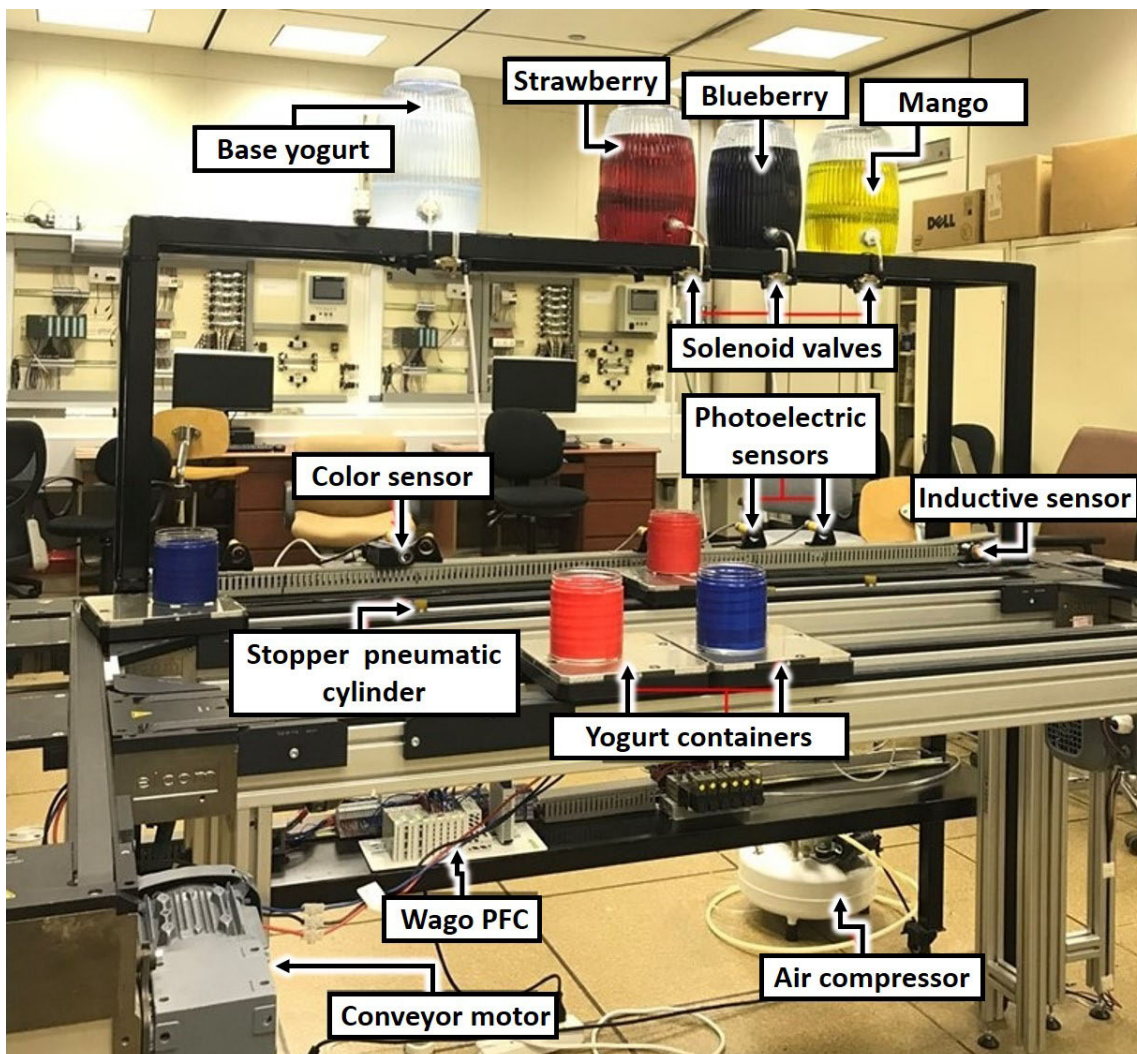 Strawberry
Blueberry
Mango
Base yogurt
DELL
Solenoid valves
Photoelectric
sensors
Color sensor
Inductive sensor
Stopper pneumatic
cylinder
Yogurt containers
elcom
Wago PFC
Air compressor
Conveyor motor